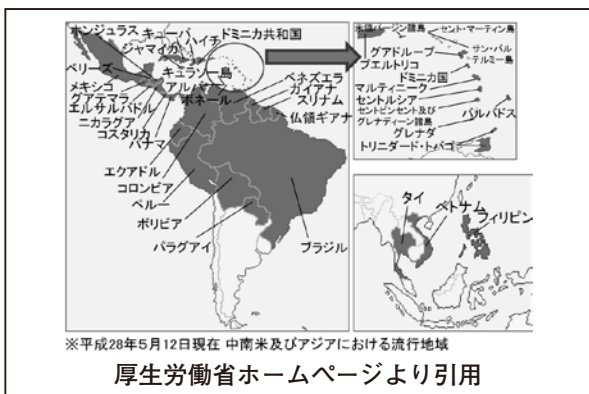 ホンジュラス
キューバ
ジャマイカ
ハイチ
ドミニカ共和国
ベリーズ
メキシコ
グアテマラ
エルサルバドル
ニカラグア
コスタリカ
パナマ
キュラソー島
アルバ
ボネール
ベネズエラ
ガイアナ
スリナム
仏領ギアナ
エクアドル
コロンビア
ペルー
ボリビア
パラグアイ
ブラジル
米領バージン諸島
セント・マーティン島
サン・バル
テルミー島
グアドループ
プエルトリコ
ドミニカ国
マルティニーク
セントルシア
セントビンセント及び
グレナディーン諸島
バルバドス
グレナダ
トリニダード・トバゴ
タイ
ベトナム
フィリピン
※平成28年5月12日現在 中南米及びアジアにおける流行地域
厚生労働省ホームページより引用